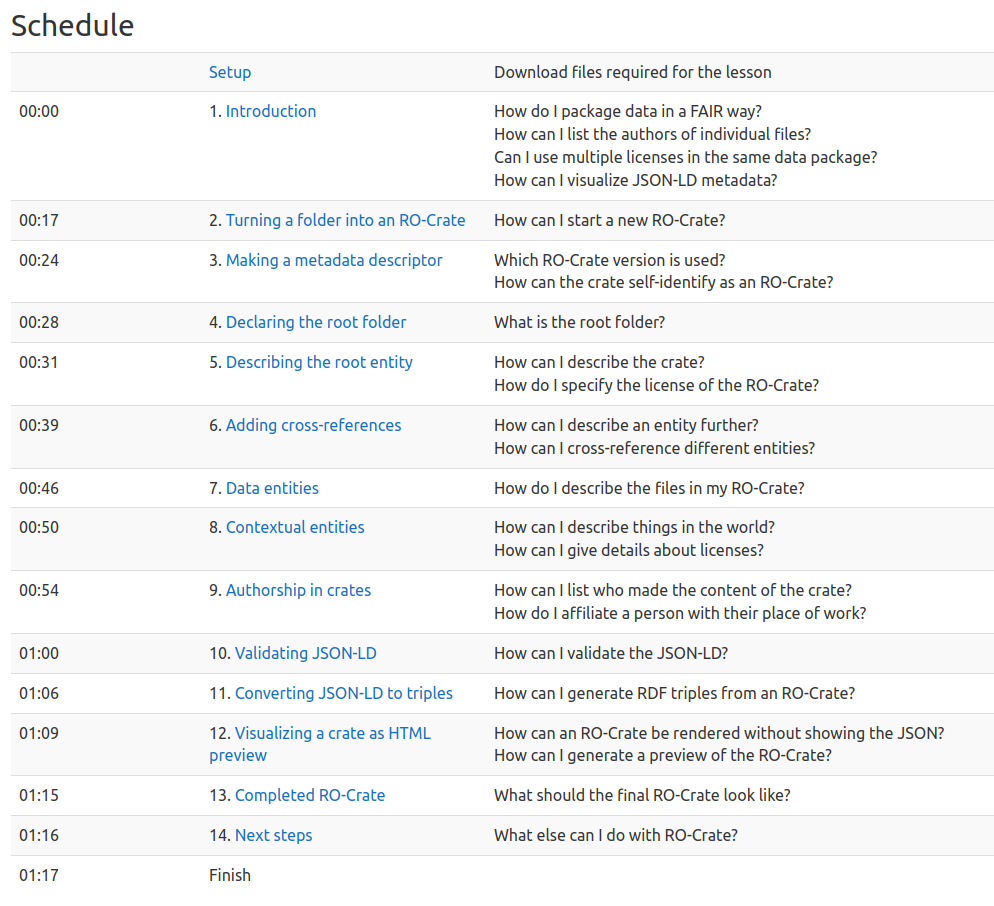 Schedule
Setup Download files required for the lesson
00:00 1. Introduction How do I package data in a FAIR way?
How can I list the authors of individual files?
Can I use multiple licenses in the same data package?
How can I visualize JSON-LD metadata?
00:17 2. Turning a folder into an RO-Crate How can I start a new RO-Crate?
00:24 3. Making a metadata descriptor Which RO-Crate version is used?
How can the crate self-identify as an RO-Crate?
00:28 4. Declaring the root folder What is the root folder?
00:31 5. Describing the root entity How can I describe the crate?
How do I specify the license of the RO-Crate?
00:39 6. Adding cross-references How can I describe an entity further?
How can I cross-reference different entities?
00:46 7. Data entities How do I describe the files in my RO-Crate?
00:50 8. Contextual entities How can I describe things in the world?
How can I give details about licenses?
00:54 9. Authorship in crates How can I list who made the content of the crate?
How do I affiliate a person with their place of work?
01:00 10. Validating JSON-LD How can I validate the JSON-LD?
01:06 11. Converting JSON-LD to triples How can I generate RDF triples from an RO-Crate?
01:09 12. Visualizing a crate as HTML How can an RO-Crate be rendered without showing the JSON?
preview How can I generate a preview of the RO-Crate?
01:15 13. Completed RO-Crate What should the final RO-Crate look like?
01:16 14. Next steps What else can I do with RO-Crate?
01:17 Finish